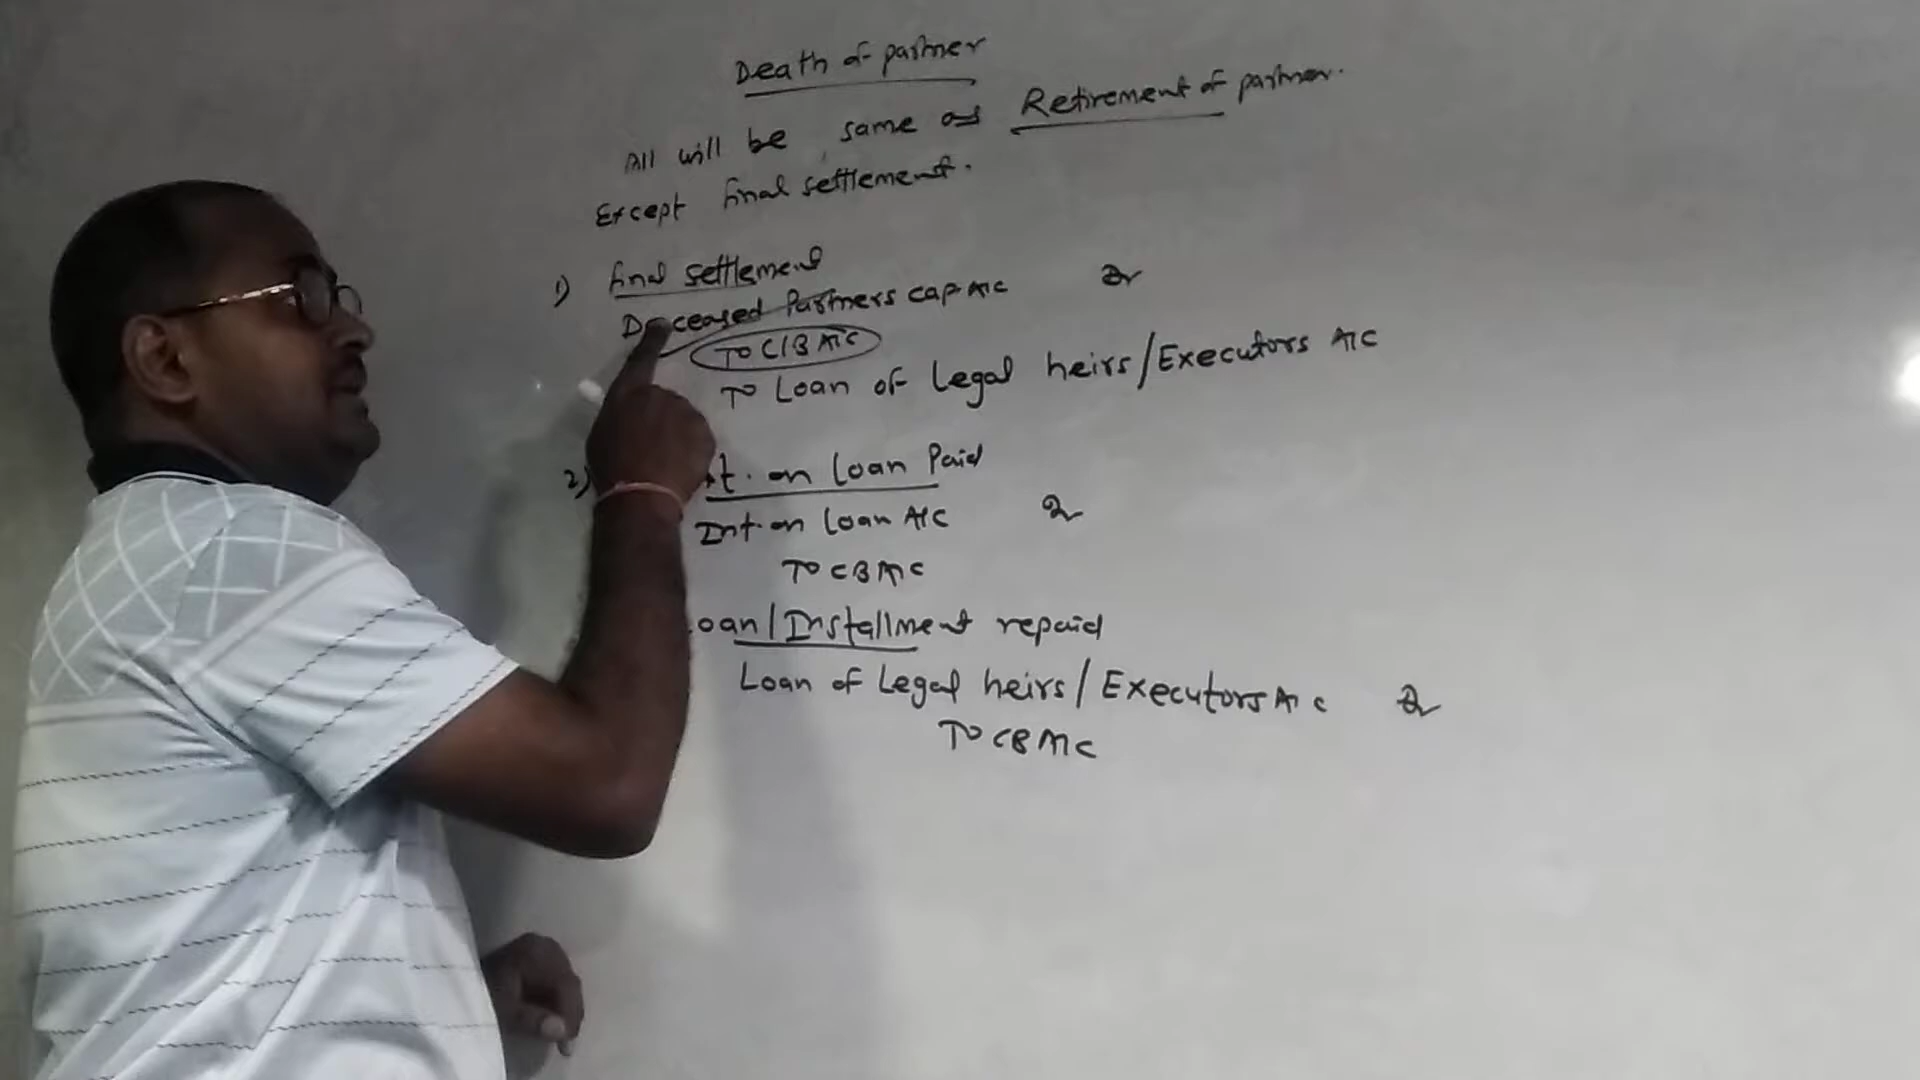 Death of partner
All will be same as Retirement of partner.
Except final settlement.
1) final settlement
Deceased Partners cap A/C Dr
To C/B A/C
To Loan of Legal heirs/Executors A/C
2) t. on Loan Paid
Int. on Loan A/C Dr
To CB A/C
oan/Installment repaid
Loan of Legal heirs/Executors A/C Dr
To CB A/C